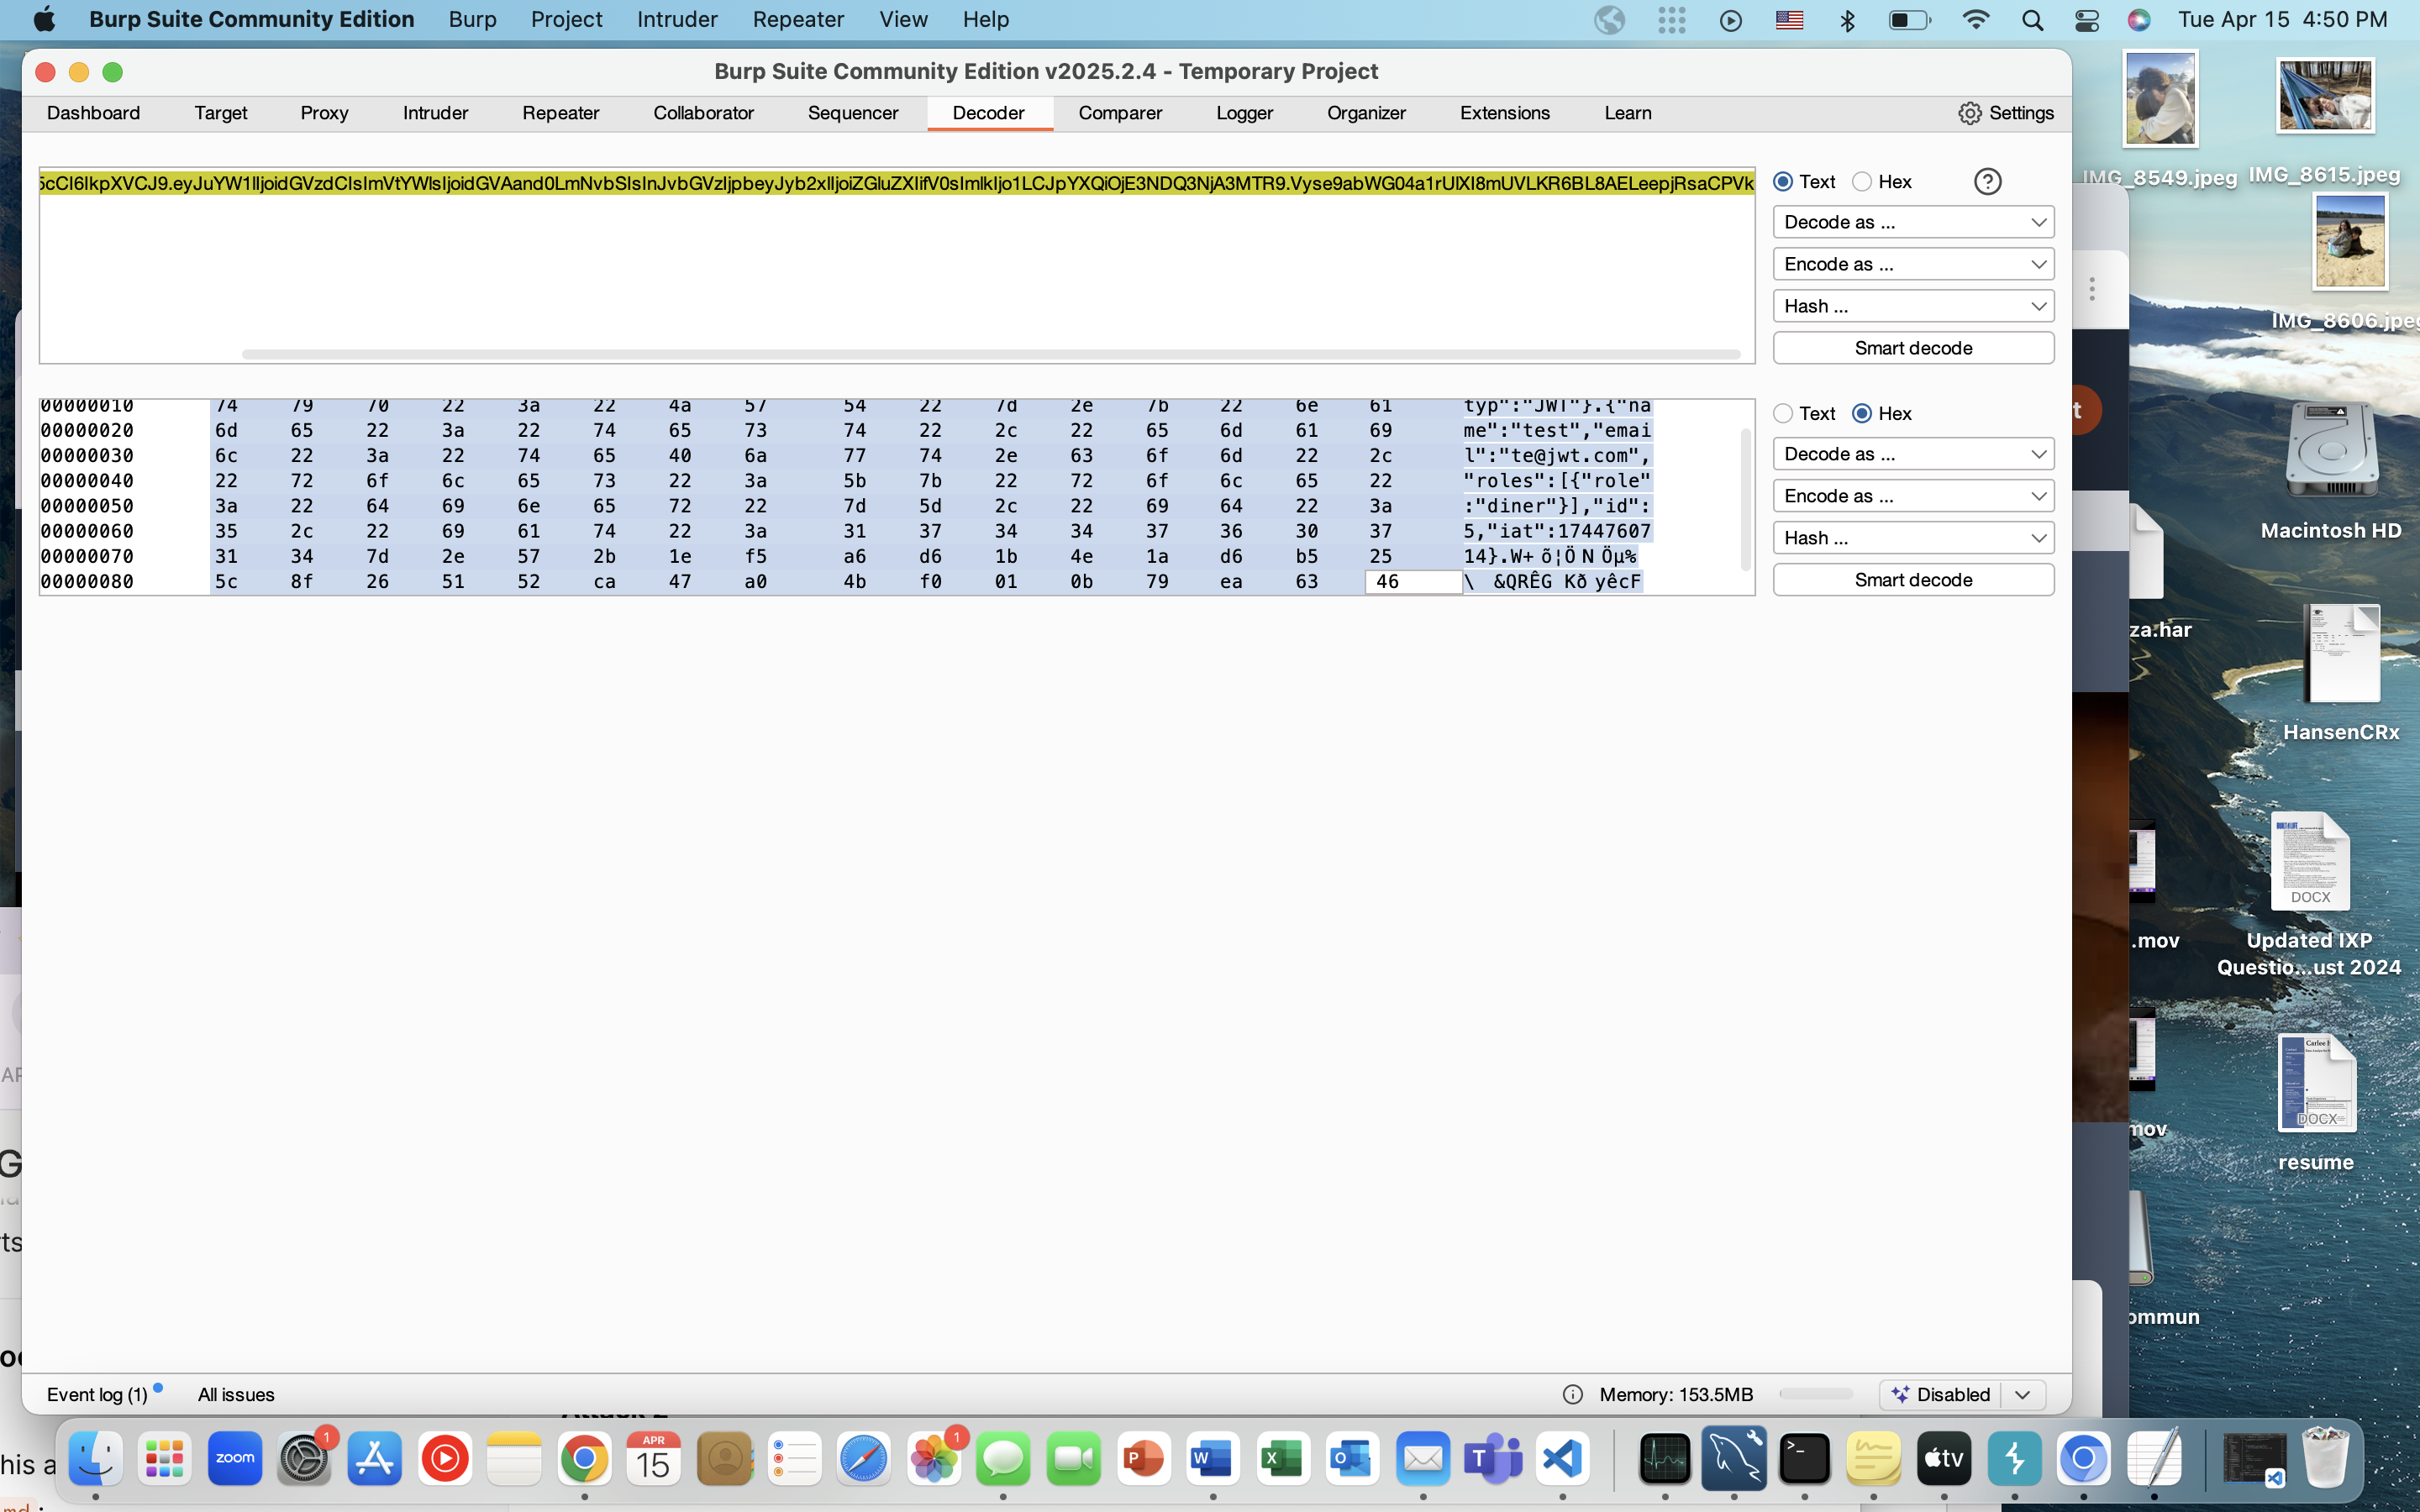 Burp Suite Community Edition Burp Project Intruder Repeater View Help Tue Apr 15 4:50 PM
Burp Suite Community Edition v2025.2.4 - Temporary Project
Dashboard Target Proxy Intruder Repeater Collaborator Sequencer Decoder Comparer Logger Organizer Extensions Learn Settings
Text Hex
Decode as ...
Encode as ...
Hash ...
Smart decode
00000010 74 79 70 22 3a 22 4a 57 54 22 7d 2e 7b 22 6e 61 typ":"JWT"}.{"na
00000020 6d 65 22 3a 22 74 65 73 74 22 2c 22 65 6d 61 69 me":"test","emai
00000030 6c 22 3a 22 74 65 40 6a 77 74 2e 63 6f 6d 22 2c l":"te@jwt.com",
00000040 22 72 6f 6c 65 73 22 3a 5b 7b 22 72 6f 6c 65 22 "roles":[{"role"
00000050 3a 22 64 69 6e 65 72 22 7d 5d 2c 22 69 64 22 3a :"diner"}],"id":
00000060 35 2c 22 69 61 74 22 3a 31 37 34 34 37 36 30 37 5,"iat":17447607
00000070 31 34 7d 2e 57 2b 1e f5 a6 d6 1b 4e 1a d6 b5 25 14}.W+ õ¦Ö N Öµ%
00000080 5c 8f 26 51 52 ca 47 a0 4b f0 01 0b 79 ea 63 46 \ &QRÊG Kð yêcF
Text Hex
Decode as ...
Encode as ...
Hash ...
Smart decode
Event log (1) All issues Memory: 153.5MB Disabled
IMG_8549.jpeg
IMG_8615.jpeg
IMG_8606.jpeg
t
Macintosh HD
za.har
HansenCRx
DOCX
.mov
Updated IXP
Questio...ust 2024
DOCX
mov
resume
ommun
rts
his a
zoom
1
APR
15
1
tv